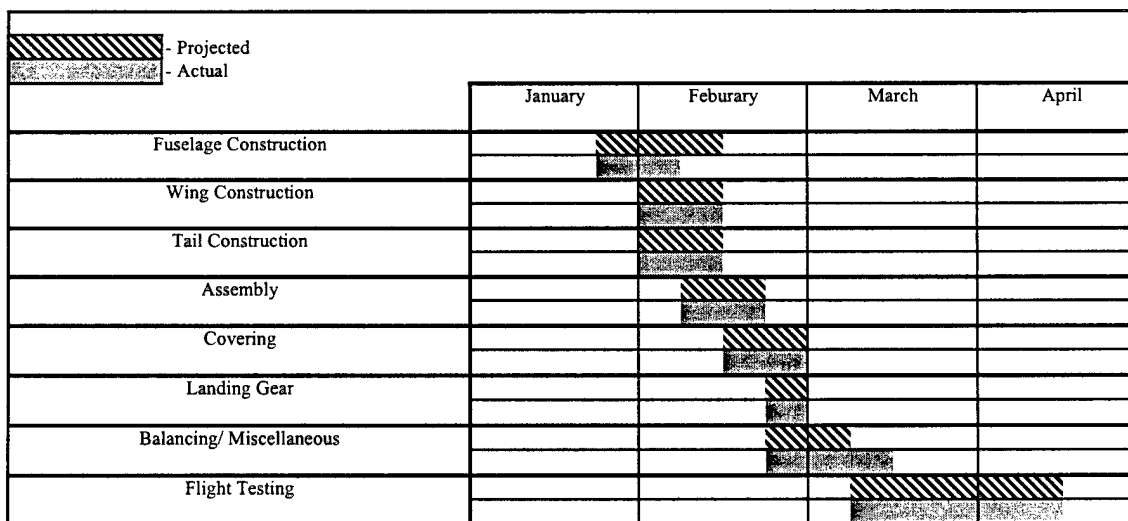 - Projected
- Actual
January Feburary March April
Fuselage Construction
Wing Construction
Tail Construction
Assembly
Covering
Landing Gear
Balancing/ Miscellaneous
Flight Testing